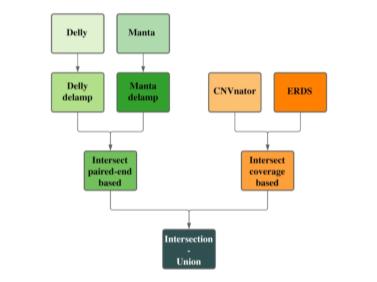 Delly
Manta
Delly
delamp
Manta
delamp
CNVnator
ERDS
Intersect
paired-end
based
Intersect
coverage
based
Intersection
-
Union